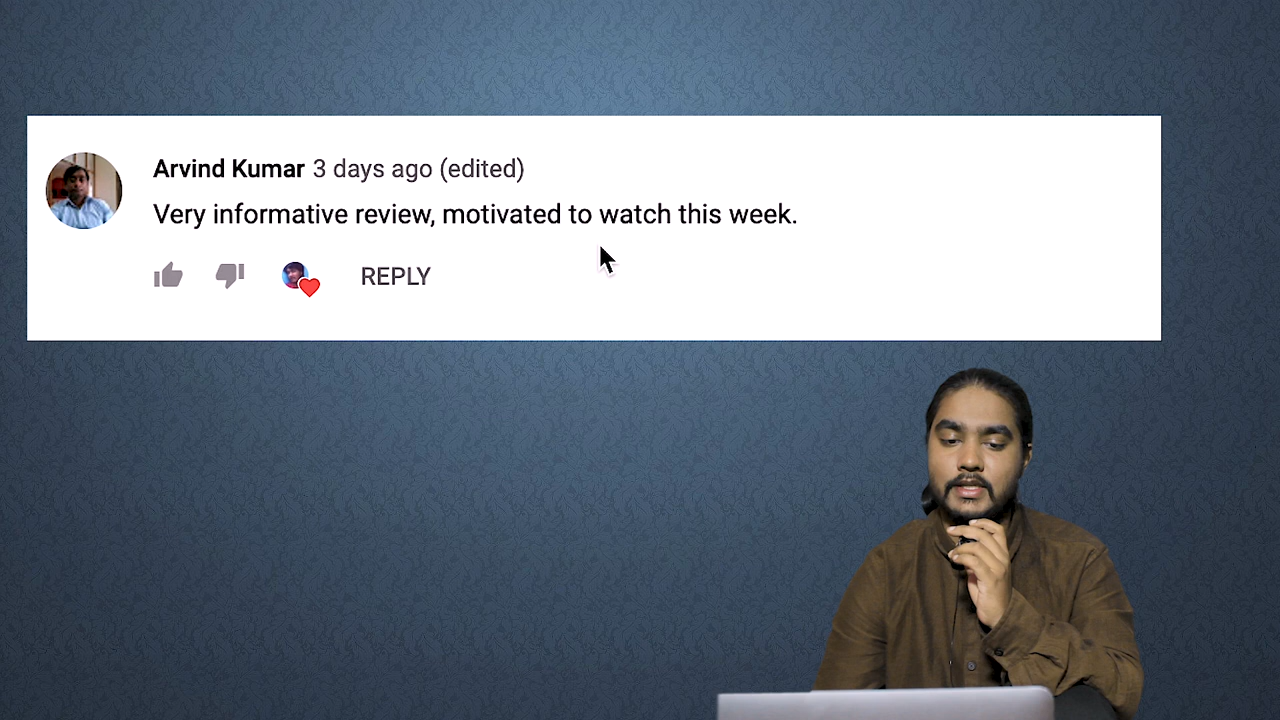 Arvind Kumar 3 days ago (edited)
Very informative review, motivated to watch this week.
REPLY